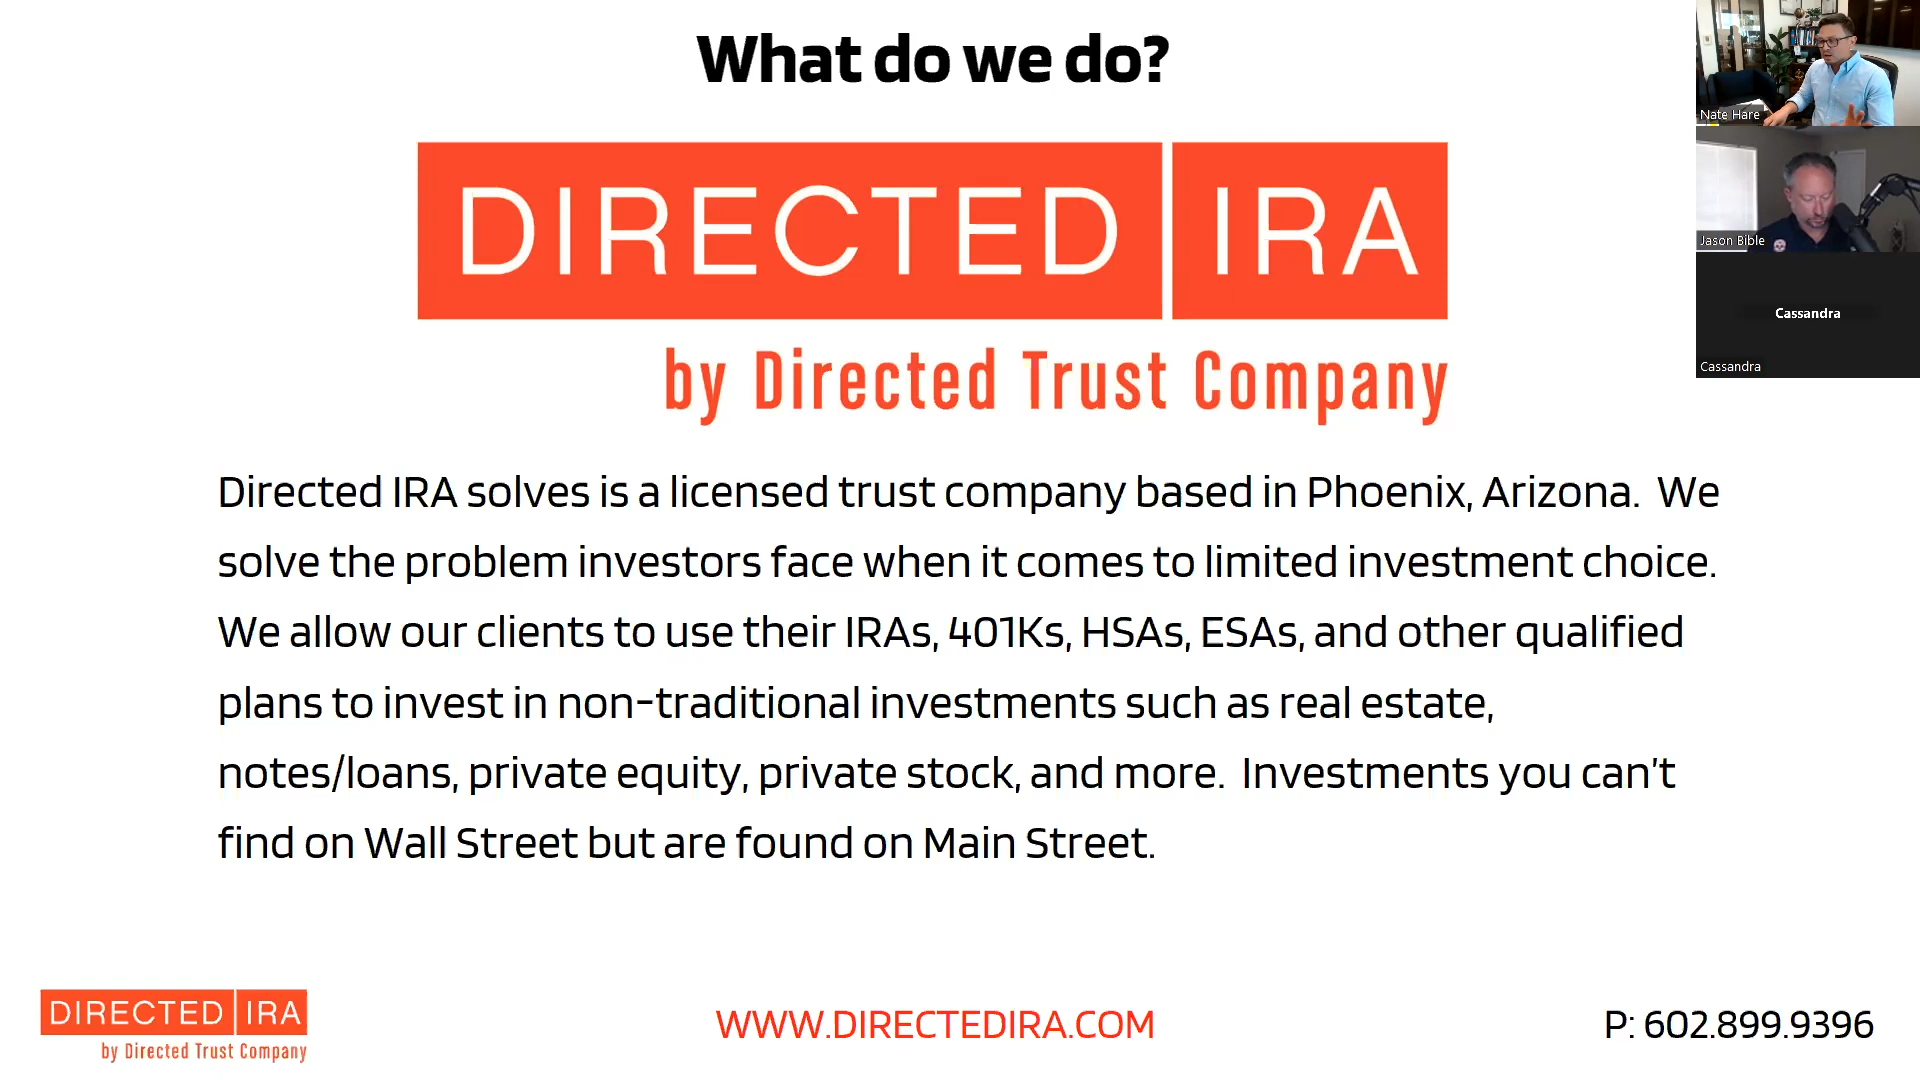 What do we do?
DIRECTED IRA
by Directed Trust Company
Directed IRA solves is a licensed trust company based in Phoenix, Arizona.  We
solve the problem investors face when it comes to limited investment choice.
We allow our clients to use their IRAs, 401Ks, HSAs, ESAs, and other qualified
plans to invest in non-traditional investments such as real estate,
notes/loans, private equity, private stock, and more.  Investments you can't
find on Wall Street but are found on Main Street.
DIRECTED IRA
by Directed Trust Company
WWW.DIRECTEDIRA.COM
P: 602.899.9396
Nate Hare
Jason Bible
Cassandra
Cassandra